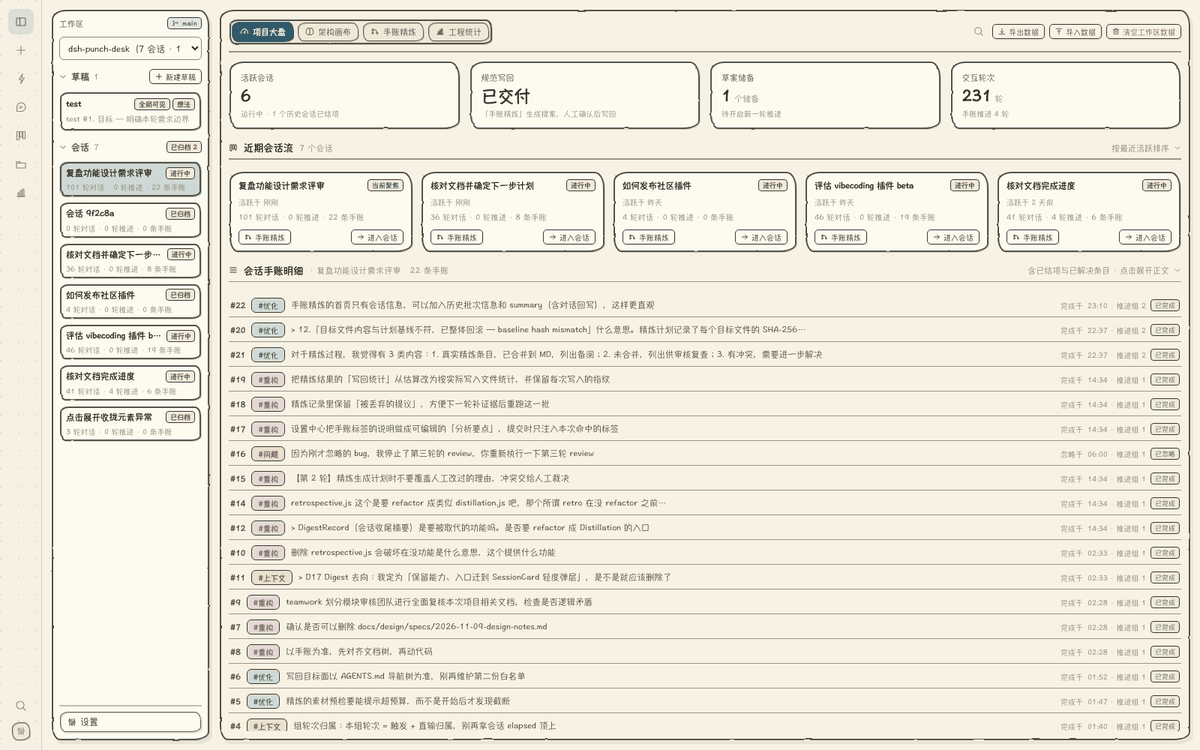 工作区 main
dsh-punch-desk (7 会话 · 1
草稿 1 新建草稿
test 全部可见 想法
test #1. 目标 — 明确本轮需求边界
会话 7 已归档 2
复盘功能设计需求评审 进行中
101 轮对话 · 0 轮推进 · 22 条手账
会话 9f2c8a 已归档
0 轮对话 · 0 轮推进 · 0 条手账
核对文档并确定下一步… 进行中
36 轮对话 · 0 轮推进 · 8 条手账
如何发布社区插件 已归档
4 轮对话 · 0 轮推进 · 0 条手账
评估 vibecoding 插件 b… 进行中
46 轮对话 · 0 轮推进 · 19 条手账
核对文档完成进度 进行中
41 轮对话 · 4 轮推进 · 6 条手账
点击展开收拢元素异常 已归档
3 轮对话 · 0 轮推进 · 0 条手账
设置
项目大盘 架构画布 手账精炼 工程统计 导出数据 导入数据 清空工作区数据
活跃会话
6
运行中 · 1 个历史会话已结项
规范写回
已交付
「手账精炼」生成提案，人工确认后写回
草案储备
1 个储备
待开启新一轮推进
交互轮次
231 轮
手账推进 4 轮
近期会话流 7 个会话 按最近活跃排序
复盘功能设计需求评审 当前聚焦
活跃于 刚刚
101 轮对话 · 0 轮推进 · 22 条手账
手账精炼 进入会话
核对文档并确定下一步计划 进行中
活跃于 刚刚
36 轮对话 · 0 轮推进 · 8 条手账
手账精炼 进入会话
如何发布社区插件 进行中
活跃于 昨天
4 轮对话 · 0 轮推进 · 0 条手账
手账精炼 进入会话
评估 vibecoding 插件 beta 进行中
活跃于 昨天
46 轮对话 · 0 轮推进 · 19 条手账
手账精炼 进入会话
核对文档完成进度 进行中
活跃于 2 天前
41 轮对话 · 4 轮推进 · 6 条手账
手账精炼 进入会话
会话手账明细 · 复盘功能设计需求评审 22 条手账 含已结项与已解决条目 · 点击展开正文
#22 #优化 手账精炼的首页只有会话信息，可以加入历史批次信息和 summary（含对话回写），这样更直观 完成于 23:10 · 推进组 2 已完成
#20 #优化 > 12.「目标文件内容与计划基线不符，已整体回滚 — baseline hash mismatch」什么意思。精炼计划记录了每个目标文件的 SHA-256… 完成于 22:37 · 推进组 2 已完成
#21 #优化 对于精炼过程，我觉得有 3 类内容：1. 真实精炼条目，已合并到 MD，列出备阅；2. 未合并，列出供审核复查；3. 有冲突，需要进一步解决 完成于 22:37 · 推进组 2 已完成
#19 #重构 把精炼结果的「写回统计」从估算改为按实际写入文件统计，并保留每次写入的指纹 完成于 14:34 · 推进组 1 已完成
#18 #重构 精炼记录里保留「被丢弃的提议」，方便下一轮补证据后重跑这一批 完成于 14:34 · 推进组 1 已完成
#17 #重构 设置中心把手账标签的说明做成可编辑的「分析要点」，提交时只注入本次命中的标签 完成于 14:34 · 推进组 1 已完成
#16 #问题 因为刚才忽略的 bug，我停止了第三轮的 review，你重新执行一下第三轮 review 忽略于 06:00 · 推进组 1 已忽略
#15 #重构 【第 2 轮】精炼生成计划时不要覆盖人工改过的理由，冲突交给人工裁决 完成于 14:34 · 推进组 1 已完成
#14 #重构 retrospective.js 这个是要 refactor 成类似 distillation.js 吧，那个所谓 retro 在没 refactor 之前… 完成于 14:34 · 推进组 1 已完成
#12 #重构 > DigestRecord（会话收尾摘要）是要被取代的功能吗。是否要 refactor 成 Distillation 的入口 完成于 14:34 · 推进组 1 已完成
#10 #重构 删除 retrospective.js 会破坏在没功能是什么意思，这个提供什么功能 完成于 02:33 · 推进组 1 已完成
#11 #上下文 > D17 Digest 去向：我定为「保留能力、入口迁到 SessionCard 轻度弹层」，是不是就应该删除了 完成于 02:33 · 推进组 1 已完成
#9 #重构 teamwork 划分模块审核团队进行全面复核本次项目相关文档，检查是否逻辑矛盾 完成于 02:28 · 推进组 1 已完成
#7 #重构 确认是否可以删除 docs/design/specs/2026-11-09-design-notes.md 完成于 02:28 · 推进组 1 已完成
#8 #重构 以手账为准，先对齐文档树，再动代码 完成于 02:28 · 推进组 1 已完成
#6 #优化 写回目标面以 AGENTS.md 导航树为准，别再维护第二份白名单 完成于 01:52 · 推进组 1 已完成
#5 #优化 精炼的素材预检要能提示超预算，而不是开始后才发现截断 完成于 01:47 · 推进组 1 已完成
#4 #上下文 组轮次归属：本组轮次 = 触发 + 直输归属，别再拿会话 elapsed 顶上 完成于 01:40 · 推进组 1 已完成